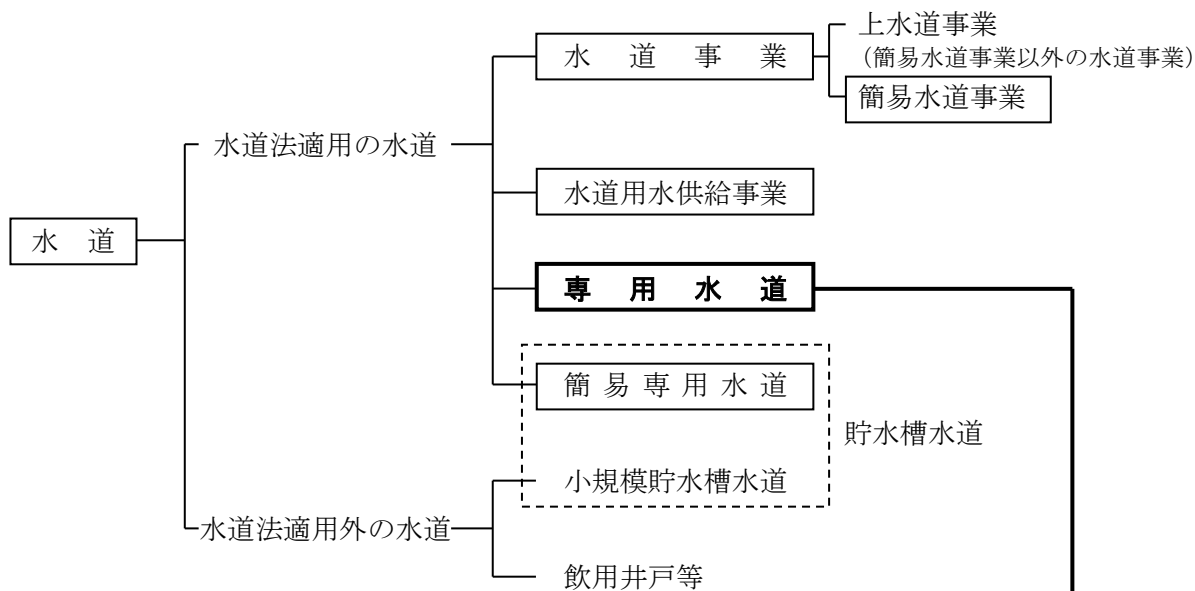 上水道事業
水道事業
（簡易水道事業以外の水道事業）
簡易水道事業
水道法適用の水道
水道用水供給事業
水道
専用水道
簡易専用水道
貯水槽水道
小規模貯水槽水道
水道法適用外の水道
飲用井戸等